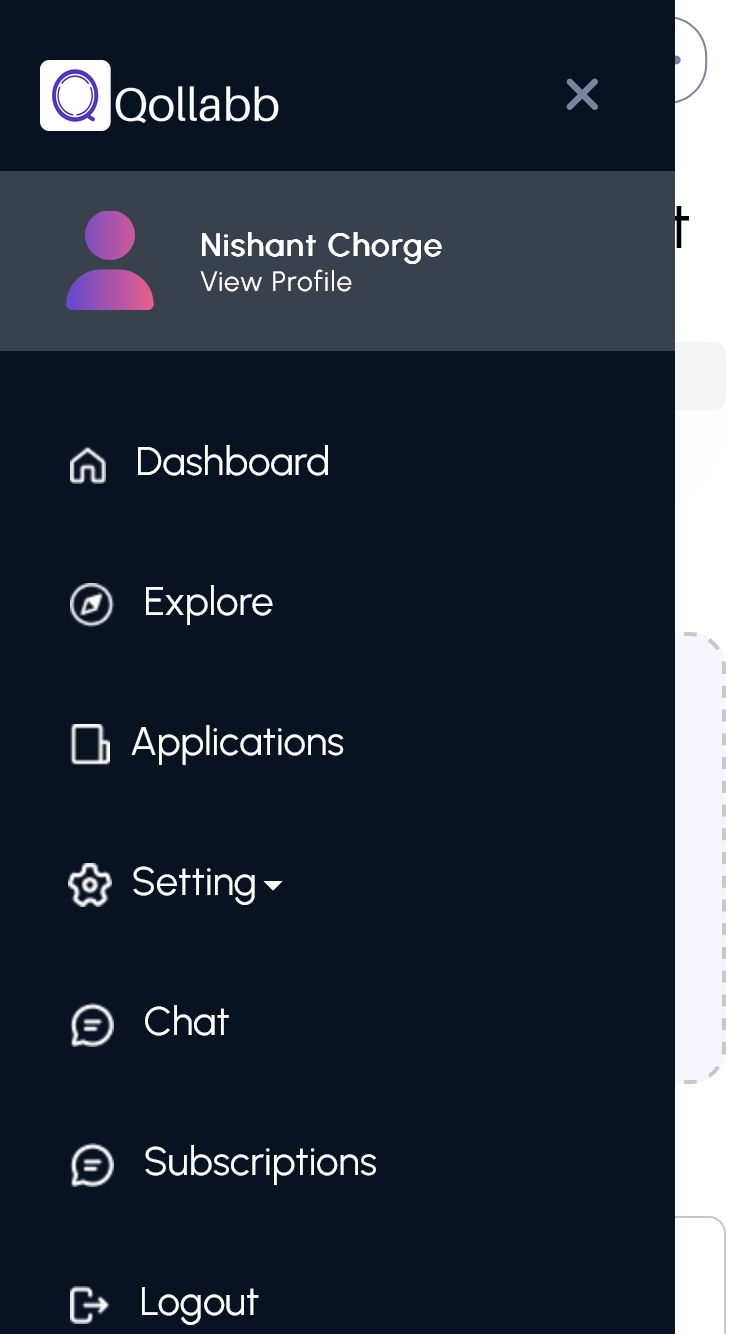 Qollabb
Nishant Chorge
View Profile
Dashboard
Explore
Applications
Setting
Chat
Subscriptions
Logout